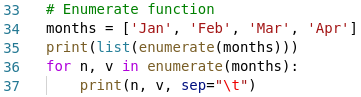 33 # Enumerate function
34 months = ['Jan', 'Feb', 'Mar', 'Apr']
35 print(list(enumerate(months)))
36 for n, v in enumerate(months):
37     print(n, v, sep="\t")